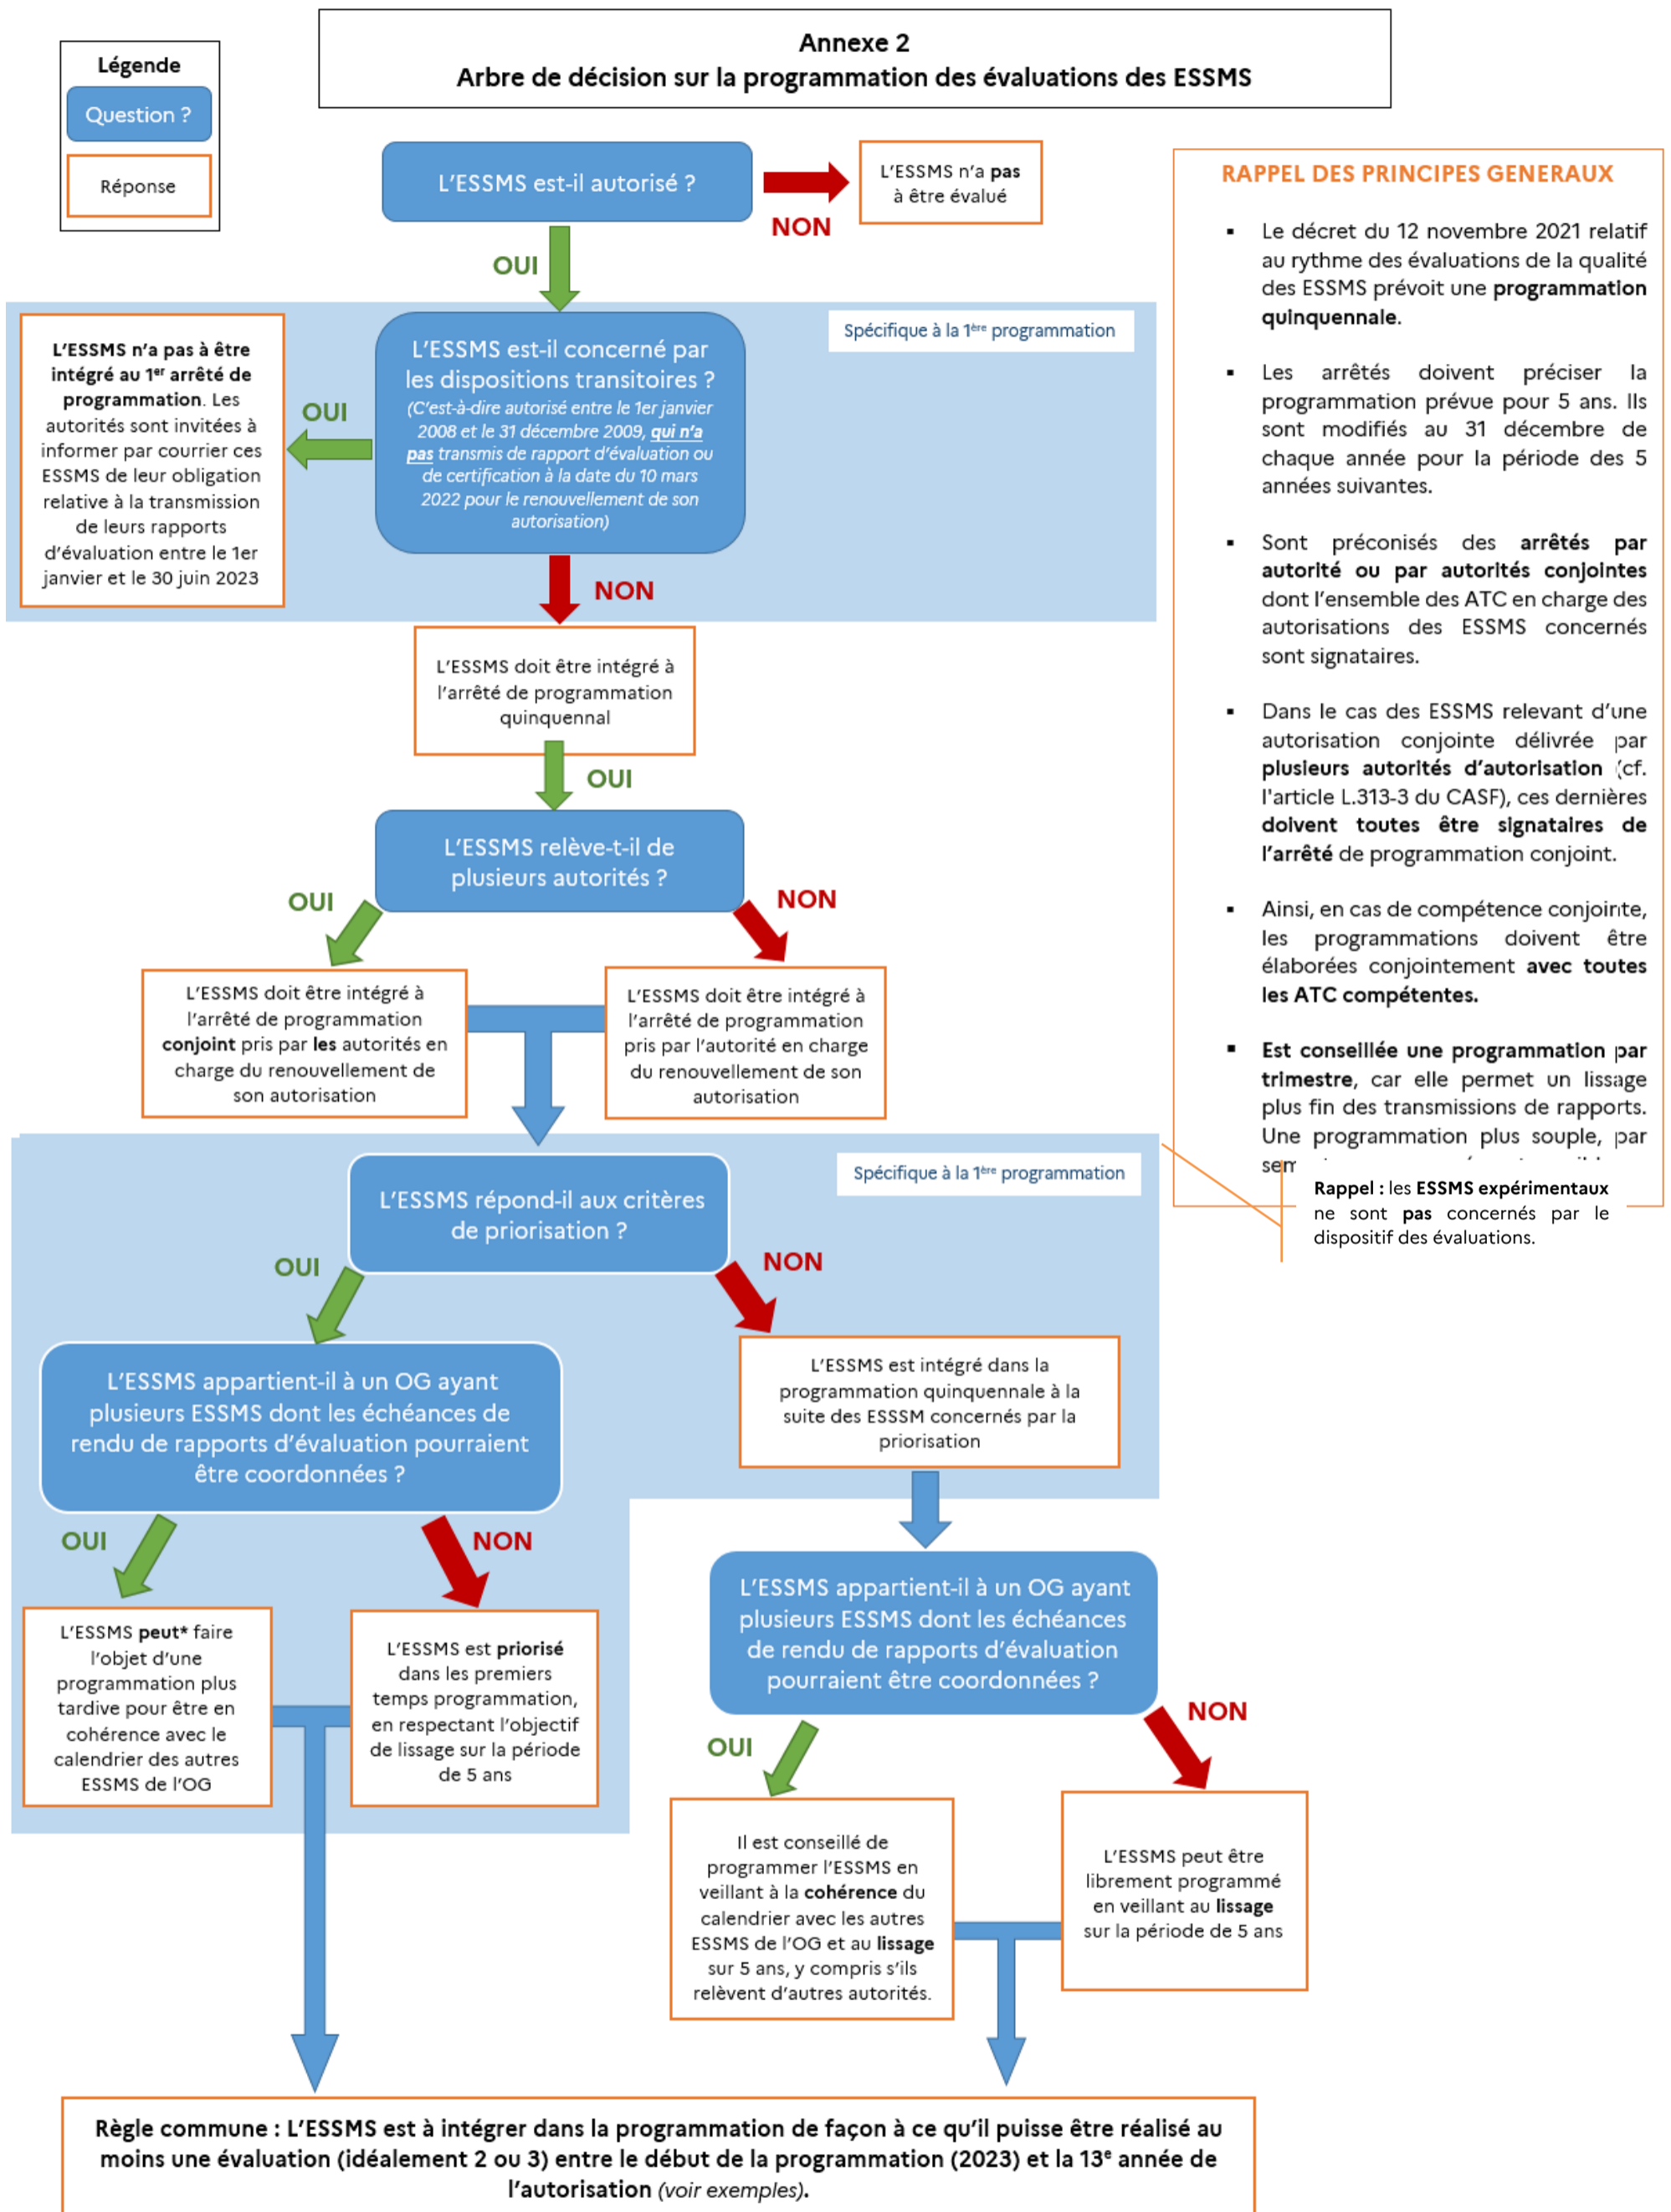 Annexe 2
Arbre de décision sur la programmation des évaluations des ESSMS
Légende
Question ?
Réponse
L'ESSMS est-il autorisé ?
NON
L'ESSMS n'a pas
à être évalué
OUI
Spécifique à la 1ère programmation
L'ESSMS est-il concerné par
les dispositions transitoires ?
(C'est-à-dire autorisé entre le 1er janvier
2008 et le 31 décembre 2009, qui n'a
pas transmis de rapport d'évaluation ou
de certification à la date du 10 mars
2022 pour le renouvellement de son
autorisation)
OUI
L'ESSMS n'a pas à être
intégré au 1er arrêté de
programmation. Les
autorités sont invitées à
informer par courrier ces
ESSMS de leur obligation
relative à la transmission
de leurs rapports
d'évaluation entre le 1er
janvier et le 30 juin 2023
NON
L'ESSMS doit être intégré à
l'arrêté de programmation
quinquennal
OUI
L'ESSMS relève-t-il de
plusieurs autorités ?
OUI
NON
L'ESSMS doit être intégré à
l'arrêté de programmation
conjoint pris par les autorités en
charge du renouvellement de
son autorisation
L'ESSMS doit être intégré à
l'arrêté de programmation
pris par l'autorité en charge
du renouvellement de son
autorisation
Spécifique à la 1ère programmation
L'ESSMS répond-il aux critères
de priorisation ?
OUI
NON
L'ESSMS appartient-il à un OG ayant
plusieurs ESSMS dont les échéances de
rendu de rapports d'évaluation pourraient
être coordonnées ?
L'ESSMS est intégré dans la
programmation quinquennale à la
suite des ESSSM concernés par la
priorisation
OUI
NON
L'ESSMS peut* faire
l'objet d'une
programmation plus
tardive pour être en
cohérence avec le
calendrier des autres
ESSMS de l'OG
L'ESSMS est priorisé
dans les premiers
temps programmation,
en respectant l'objectif
de lissage sur la période
de 5 ans
L'ESSMS appartient-il à un OG ayant
plusieurs ESSMS dont les échéances
de rendu de rapports d'évaluation
pourraient être coordonnées ?
OUI
NON
Il est conseillé de
programmer l'ESSMS en
veillant à la cohérence du
calendrier avec les autres
ESSMS de l'OG et au lissage
sur 5 ans, y compris s'ils
relèvent d'autres autorités.
L'ESSMS peut être
librement programmé
en veillant au lissage
sur la période de 5 ans
Règle commune : L'ESSMS est à intégrer dans la programmation de façon à ce qu'il puisse être réalisé au
moins une évaluation (idéalement 2 ou 3) entre le début de la programmation (2023) et la 13e année de
l'autorisation (voir exemples).
RAPPEL DES PRINCIPES GENERAUX
▪ Le décret du 12 novembre 2021 relatif
au rythme des évaluations de la qualité
des ESSMS prévoit une programmation
quinquennale.
▪ Les arrêtés doivent préciser la
programmation prévue pour 5 ans. Ils
sont modifiés au 31 décembre de
chaque année pour la période des 5
années suivantes.
▪ Sont préconisés des arrêtés par
autorité ou par autorités conjointes
dont l'ensemble des ATC en charge des
autorisations des ESSMS concernés
sont signataires.
▪ Dans le cas des ESSMS relevant d'une
autorisation conjointe délivrée par
plusieurs autorités d'autorisation (cf.
l'article L.313-3 du CASF), ces dernières
doivent toutes être signataires de
l'arrêté de programmation conjoint.
▪ Ainsi, en cas de compétence conjointe,
les programmations doivent être
élaborées conjointement avec toutes
les ATC compétentes.
▪ Est conseillée une programmation par
trimestre, car elle permet un lissage
plus fin des transmissions de rapports.
Une programmation plus souple, par
Rappel : les ESSMS expérimentaux
ne sont pas concernés par le
dispositif des évaluations.